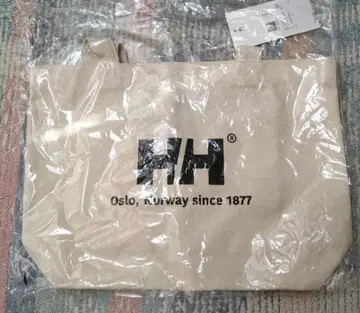 HH®
Oslo, Norway since 1877